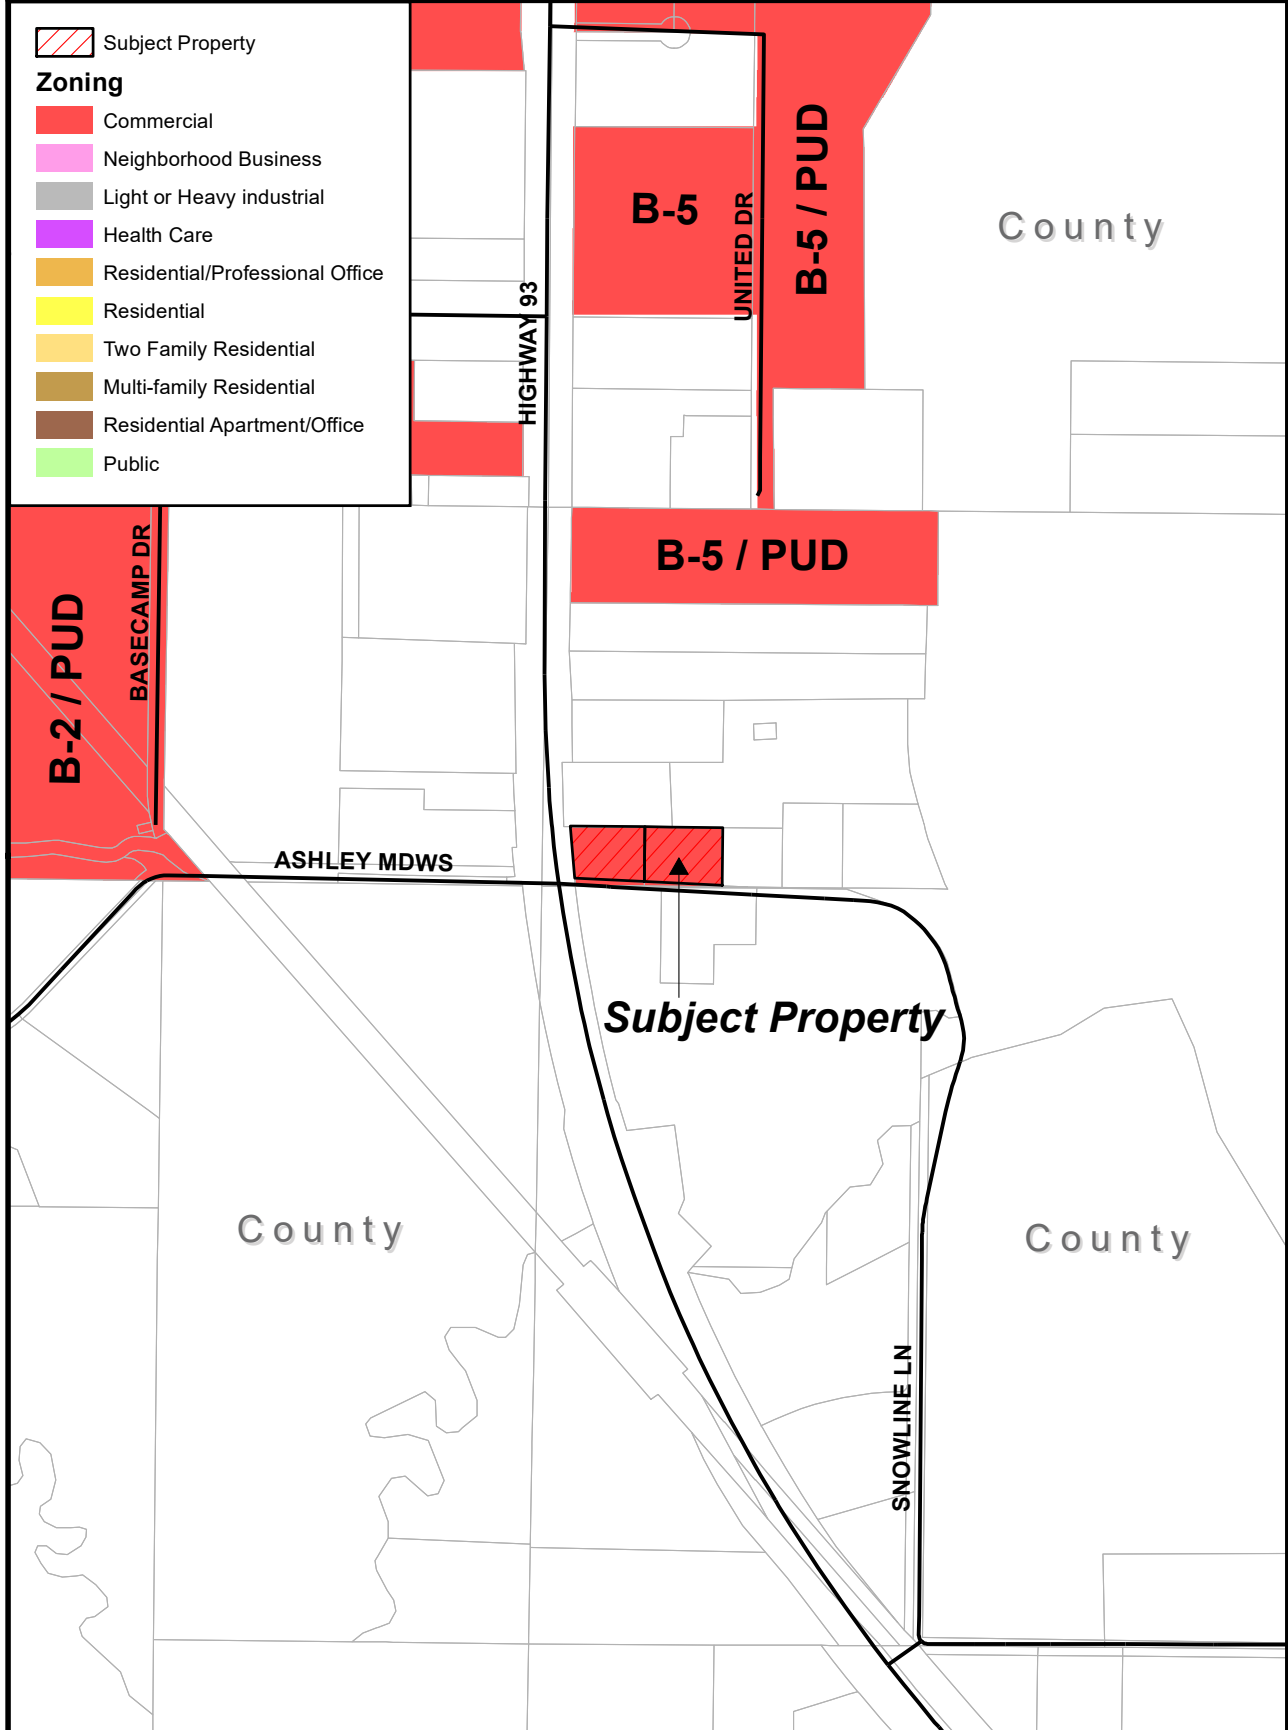 Subject Property
Zoning
Commercial
Neighborhood Business
Light or Heavy industrial
Health Care
Residential/Professional Office
Residential
Two Family Residential
Multi-family Residential
Residential Apartment/Office
Public
B-5
B-5 / PUD
UNITED DR
County
HIGHWAY 93
B-5 / PUD
BASECAMP DR
B-2 / PUD
ASHLEY MDWS
Subject Property
County
County
SNOWLINE LN